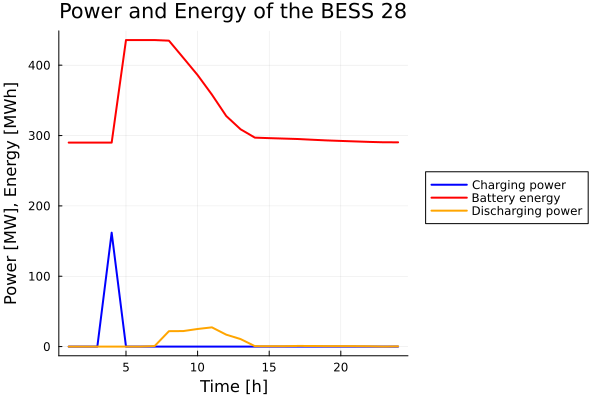 Power and Energy of the BESS 28
Power [MW], Energy [MWh]
400
300
200
100
0
5
10
15
20
Time [h]
Charging power
Battery energy
Discharging power